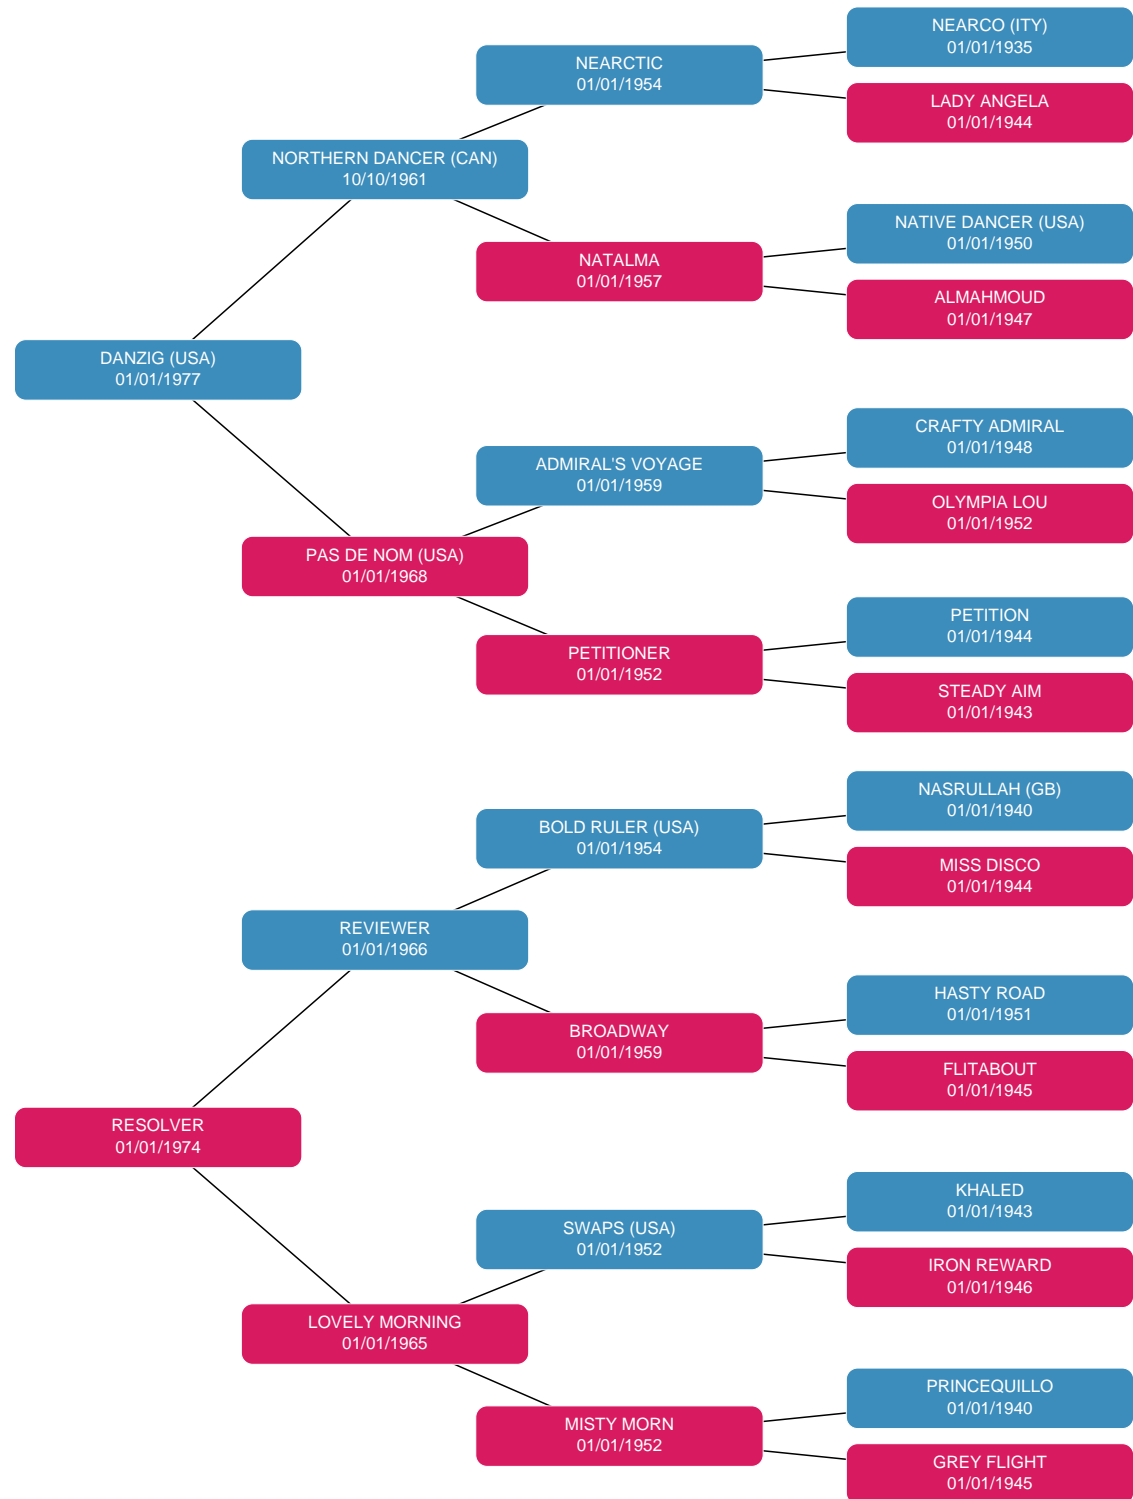 NEARCO (ITY)
01/01/1935
NEARCTIC
01/01/1954
LADY ANGELA
01/01/1944
NORTHERN DANCER (CAN)
10/10/1961
NATIVE DANCER (USA)
01/01/1950
NATALMA
01/01/1957
ALMAHMOUD
01/01/1947
DANZIG (USA)
01/01/1977
CRAFTY ADMIRAL
01/01/1948
ADMIRAL'S VOYAGE
01/01/1959
OLYMPIA LOU
01/01/1952
PAS DE NOM (USA)
01/01/1968
PETITION
01/01/1944
PETITIONER
01/01/1952
STEADY AIM
01/01/1943
NASRULLAH (GB)
01/01/1940
BOLD RULER (USA)
01/01/1954
MISS DISCO
01/01/1944
REVIEWER
01/01/1966
HASTY ROAD
01/01/1951
BROADWAY
01/01/1959
FLITABOUT
01/01/1945
RESOLVER
01/01/1974
KHALED
01/01/1943
SWAPS (USA)
01/01/1952
IRON REWARD
01/01/1946
LOVELY MORNING
01/01/1965
PRINCEQUILLO
01/01/1940
MISTY MORN
01/01/1952
GREY FLIGHT
01/01/1945